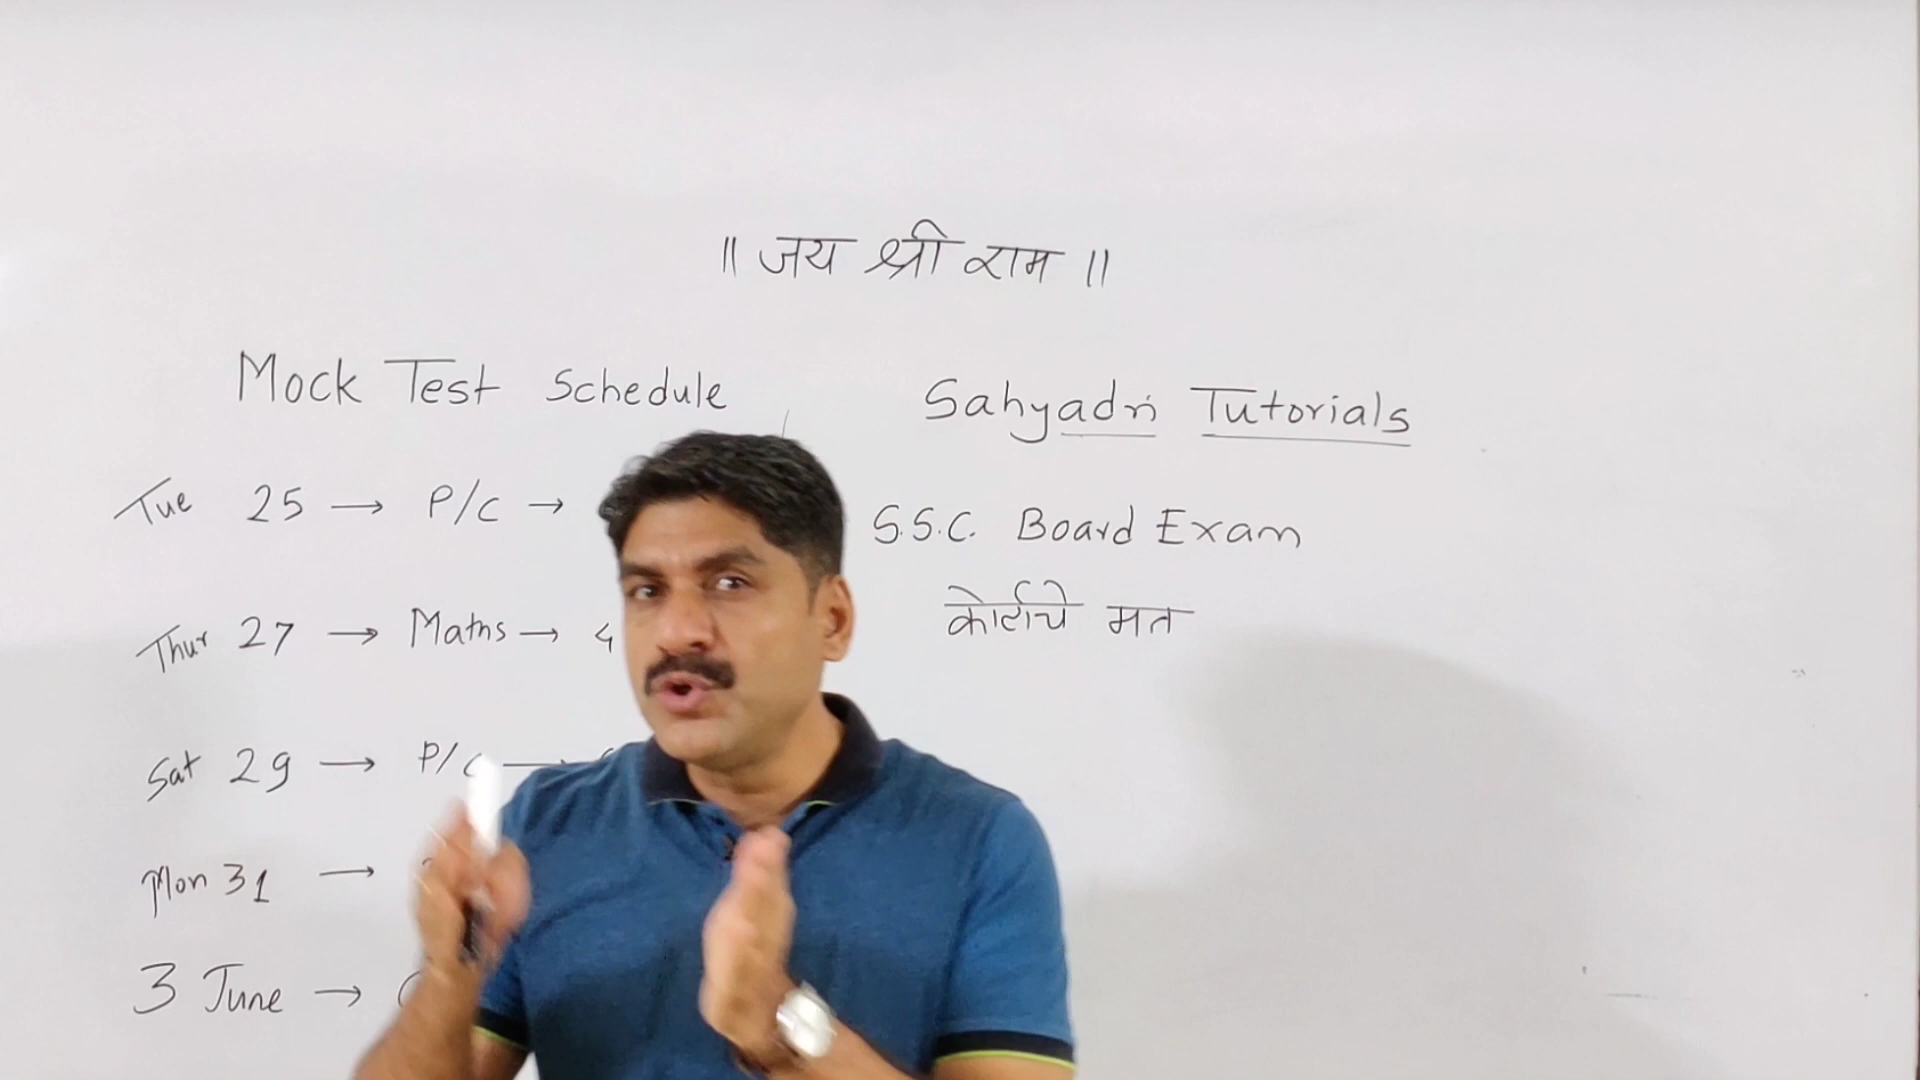 ॥ जय श्री राम ॥
Mock Test Schedule
Tue 25 → P/C →
Thur 27 → Maths → 4
Sat 29 → P/C →
Mon 31 →
3 June →
Sahyadri Tutorials
S.S.C. Board Exam
कोर्टाचे मत